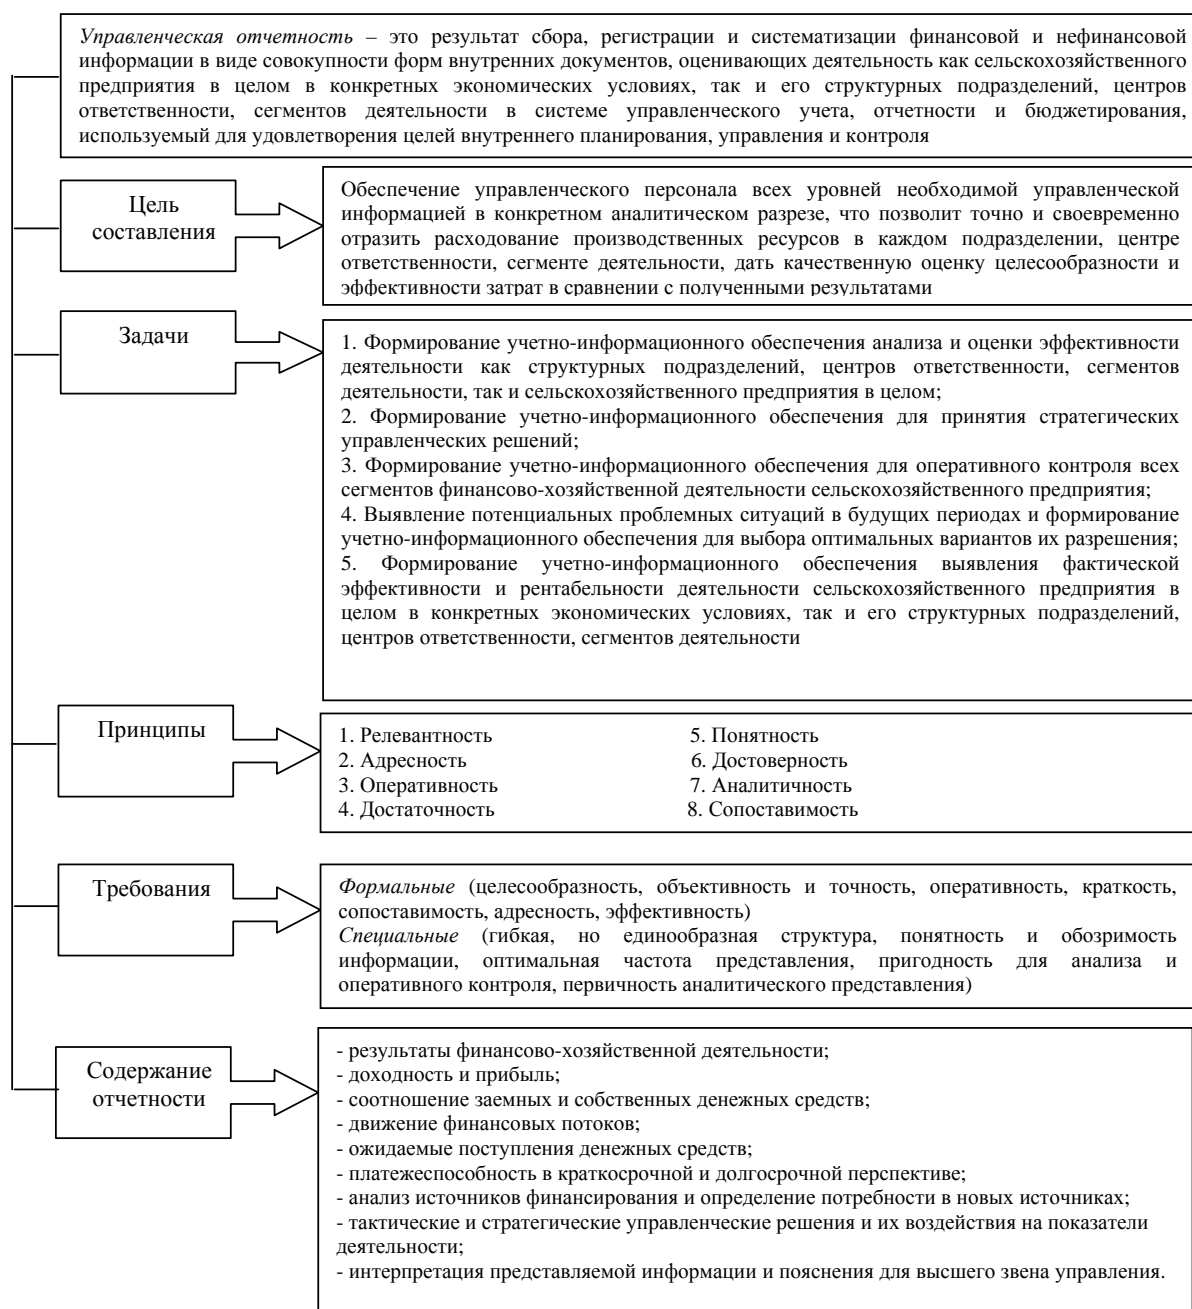 Управленческая отчетность – это результат сбора, регистрации и систематизации финансовой и нефинансовой
информации в виде совокупности форм внутренних документов, оценивающих деятельность как сельскохозяйственного
предприятия в целом в конкретных экономических условиях, так и его структурных подразделений, центров
ответственности, сегментов деятельности в системе управленческого учета, отчетности и бюджетирования,
используемый для удовлетворения целей внутреннего планирования, управления и контроля
Цель
составления
Обеспечение управленческого персонала всех уровней необходимой управленческой
информацией в конкретном аналитическом разрезе, что позволит точно и своевременно
отразить расходование производственных ресурсов в каждом подразделении, центре
ответственности, сегменте деятельности, дать качественную оценку целесообразности и
эффективности затрат в сравнении с полученными результатами
Задачи
1. Формирование учетно-информационного обеспечения анализа и оценки эффективности
деятельности как структурных подразделений, центров ответственности, сегментов
деятельности, так и сельскохозяйственного предприятия в целом;
2. Формирование учетно-информационного обеспечения для принятия стратегических
управленческих решений;
3. Формирование учетно-информационного обеспечения для оперативного контроля всех
сегментов финансово-хозяйственной деятельности сельскохозяйственного предприятия;
4. Выявление потенциальных проблемных ситуаций в будущих периодах и формирование
учетно-информационного обеспечения для выбора оптимальных вариантов их разрешения;
5. Формирование учетно-информационного обеспечения выявления фактической
эффективности и рентабельности деятельности сельскохозяйственного предприятия в
целом в конкретных экономических условиях, так и его структурных подразделений,
центров ответственности, сегментов деятельности
Принципы
1. Релевантность 5. Понятность
2. Адресность 6. Достоверность
3. Оперативность 7. Аналитичность
4. Достаточность 8. Сопоставимость
Требования
Формальные (целесообразность, объективность и точность, оперативность, краткость,
сопоставимость, адресность, эффективность)
Специальные (гибкая, но единообразная структура, понятность и обозримость
информации, оптимальная частота представления, пригодность для анализа и
оперативного контроля, первичность аналитического представления)
Содержание
отчетности
- результаты финансово-хозяйственной деятельности;
- доходность и прибыль;
- соотношение заемных и собственных денежных средств;
- движение финансовых потоков;
- ожидаемые поступления денежных средств;
- платежеспособность в краткосрочной и долгосрочной перспективе;
- анализ источников финансирования и определение потребности в новых источниках;
- тактические и стратегические управленческие решения и их воздействия на показатели
деятельности;
- интерпретация представляемой информации и пояснения для высшего звена управления.